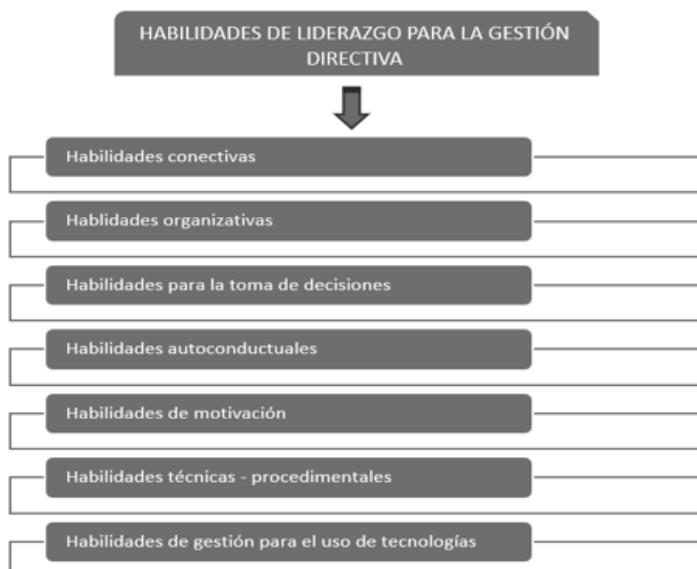 HABILIDADES DE LIDERAZGO PARA LA GESTIÓN
DIRECTIVA
Habilidades conectivas
Hablidades organizativas
Habilidades para la toma de decisiones
Habilidades autoconductuales
Habilidades de motivación
Habilidades técnicas - procedimentales
Habilidades de gestión para el uso de tecnologías